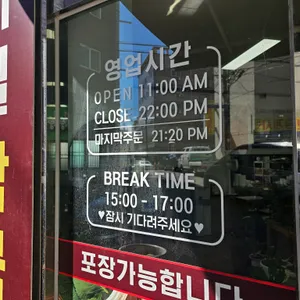 영업시간
OPEN 11:00 AM
CLOSE 22:00 PM
마지막주문 21:20 PM
BREAK TIME
15:00 - 17:00
♥잠시 기다려주세요♥
포장가능합니다